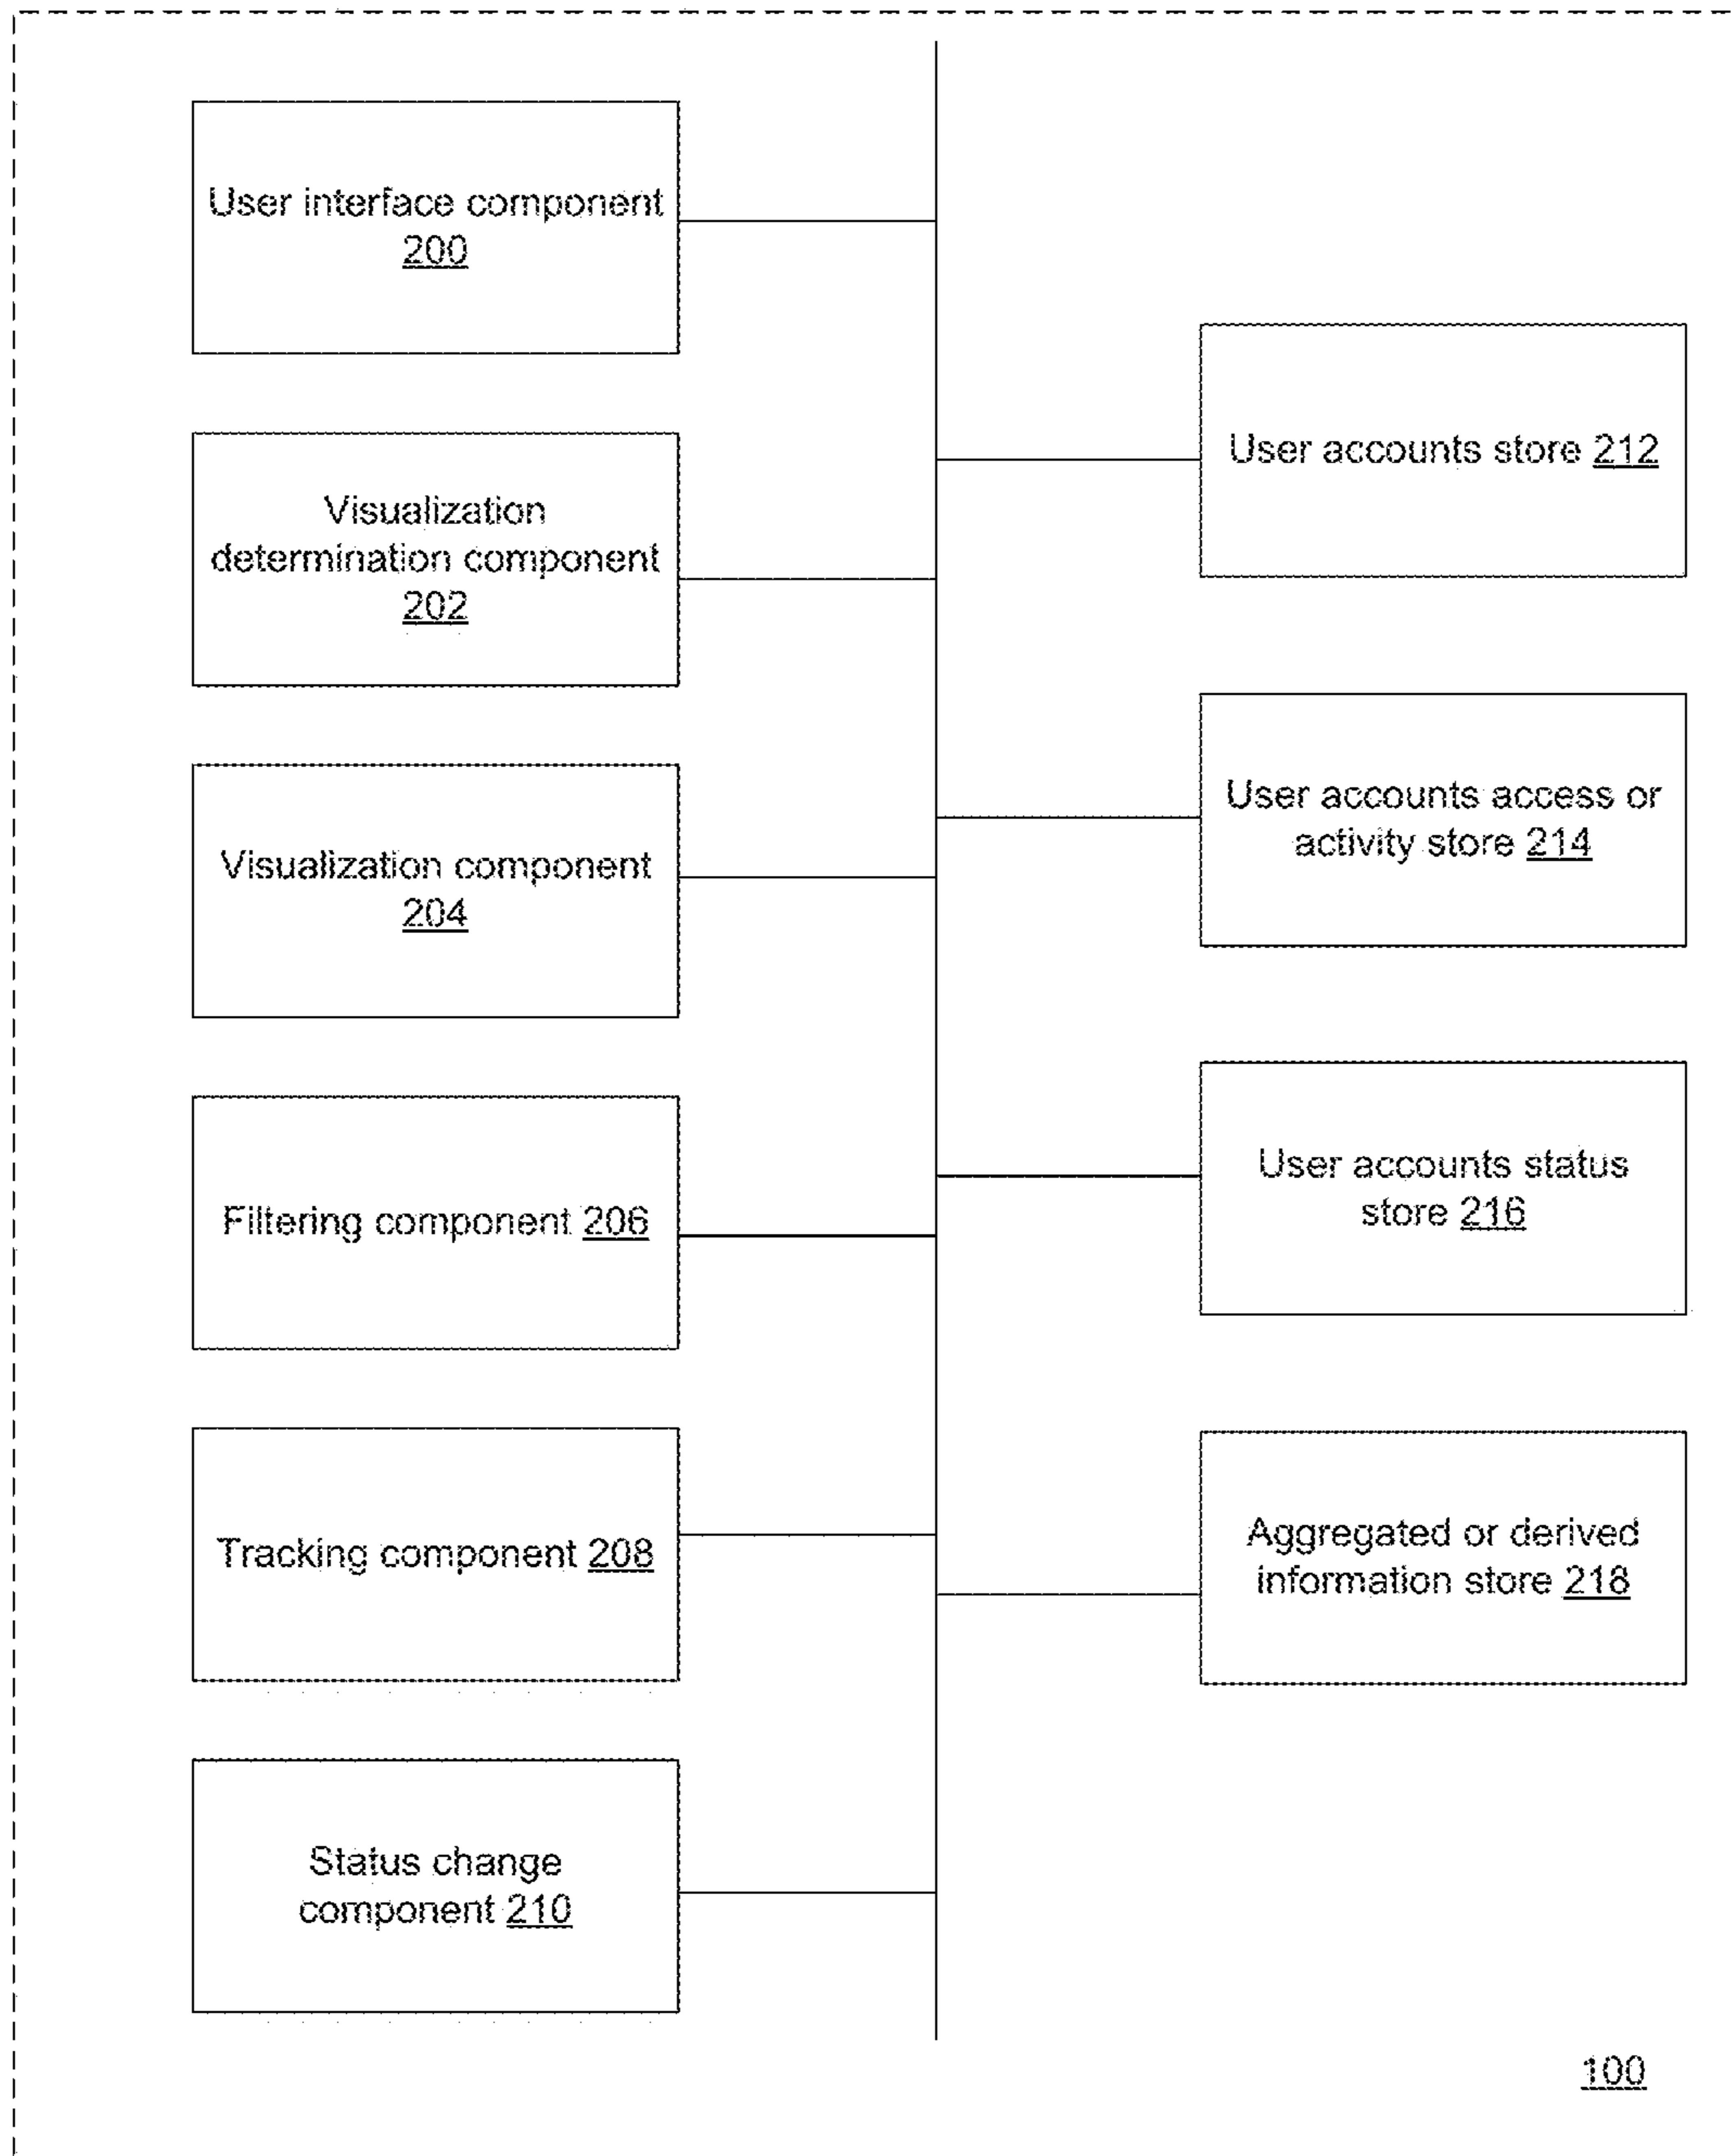 User interface component
200
Visualization
determination component
202
Visualization component
204
Filtering component 206
Tracking component 208
Status change
component 210
User accounts store 212
User accounts access or
activity store 214
User accounts status
store 216
Aggregated or derived
information store 218
100